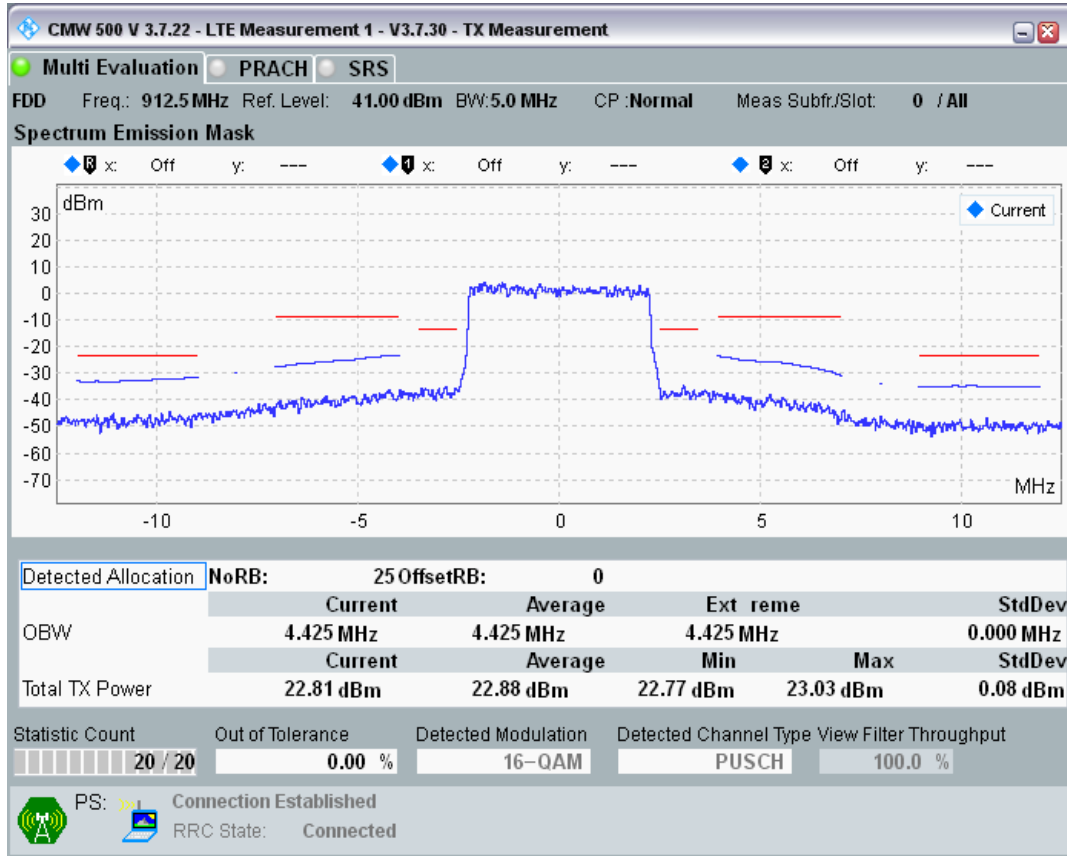 CMW 500 V 3.7.22 - LTE Measurement 1 - V3.7.30 - TX Measurement
Multi Evaluation PRACH SRS
FDD Freq.: 912.5 MHz Ref. Level: 41.00 dBm BW: 5.0 MHz CP : Normal Meas Subfr./Slot: 0 / All
Spectrum Emission Mask
R x: Off y: --- 1 x: Off y: --- 2 x: Off y: ---
dBm
Current
30
20
10
0
-10
-20
-30
-40
-50
-60
-70
MHz
-10 -5 0 5 10
Detected Allocation NoRB: 25 OffsetRB: 0
Current Average Ext reme StdDev
OBW 4.425 MHz 4.425 MHz 4.425 MHz 0.000 MHz
Current Average Min Max StdDev
Total TX Power 22.81 dBm 22.88 dBm 22.77 dBm 23.03 dBm 0.08 dBm
Statistic Count Out of Tolerance Detected Modulation Detected Channel Type View Filter Throughput
20 / 20 0.00 % 16-QAM PUSCH 100.0 %
PS: Connection Established
RRC State: Connected